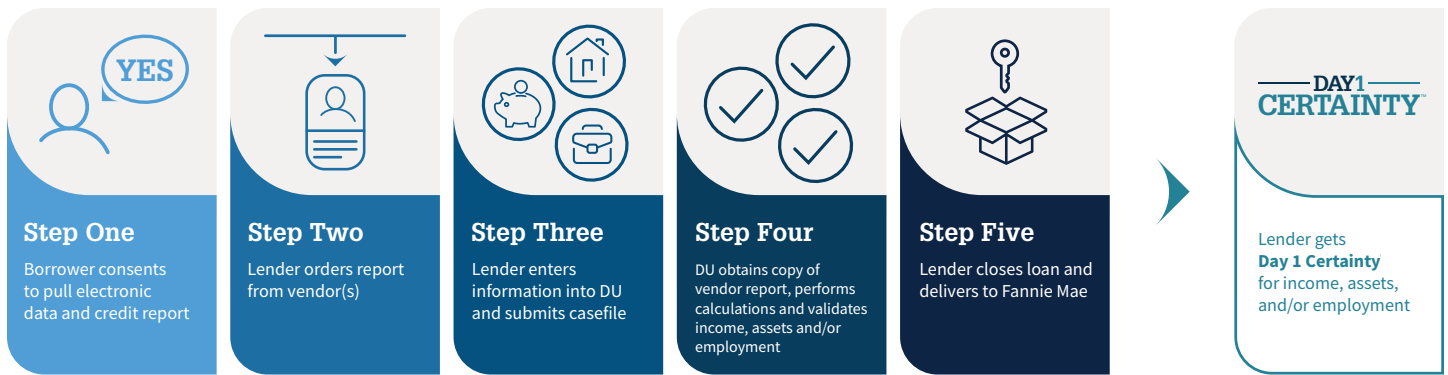 YES
Step One
Borrower consents
to pull electronic
data and credit report
Step Two
Lender orders report
from vendor(s)
Step Three
Lender enters
information into DU
and submits casefile
Step Four
DU obtains copy of
vendor report, performs
calculations and validates
income, assets and/or
employment
Step Five
Lender closes loan and
delivers to Fannie Mae
DAY1
CERTAINTY™
Lender gets
Day 1 Certainty
for income, assets,
and/or employment